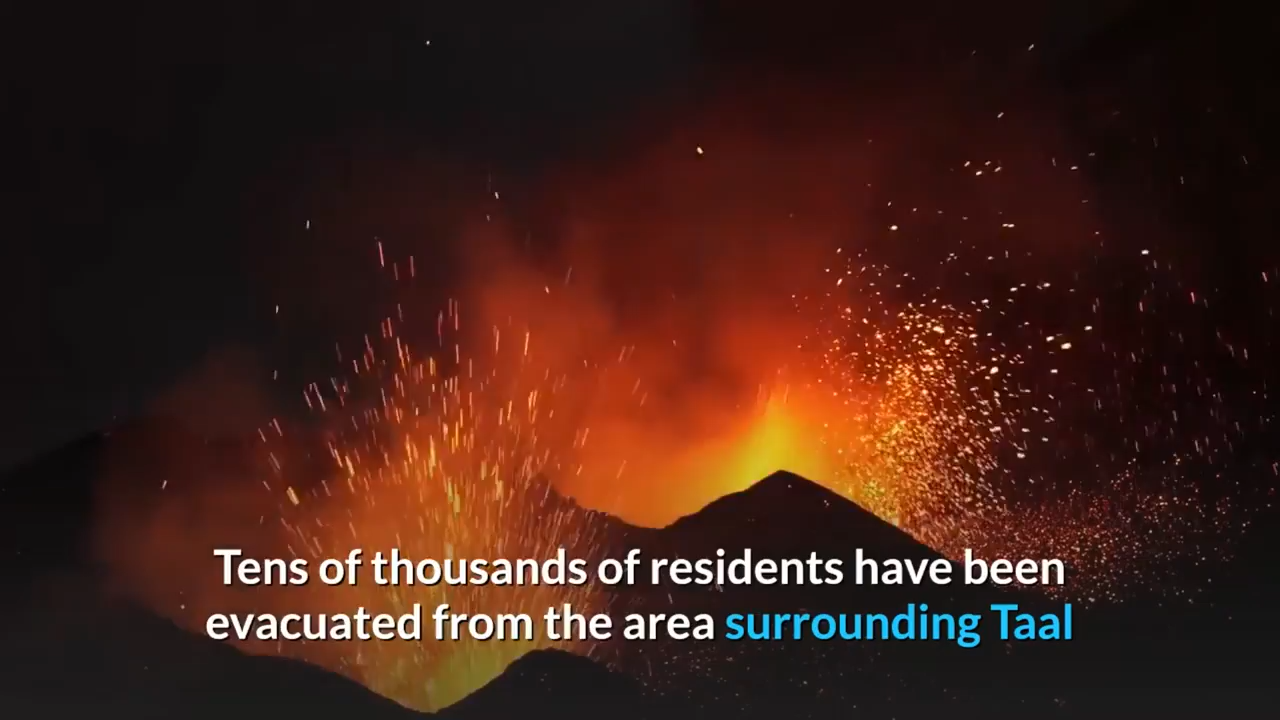 Tens of thousands of residents have been
evacuated from the area surrounding Taal